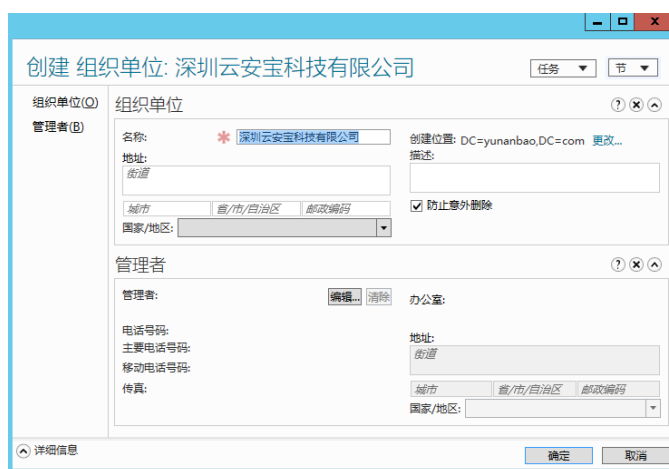 创建 组织单位: 深圳云安宝科技有限公司
任务
节
组织单位(O)
管理者(B)
组织单位
名称:
深圳云安宝科技有限公司
创建位置: DC=yunanbao,DC=com 更改...
地址:
描述:
街道
城市 省/市/自治区 邮政编码
防止意外删除
国家/地区:
管理者
管理者:
编辑... 清除
办公室:
电话号码:
主要电话号码:
移动电话号码:
传真:
地址:
街道
城市 省/市/自治区 邮政编码
国家/地区:
详细信息
确定 取消